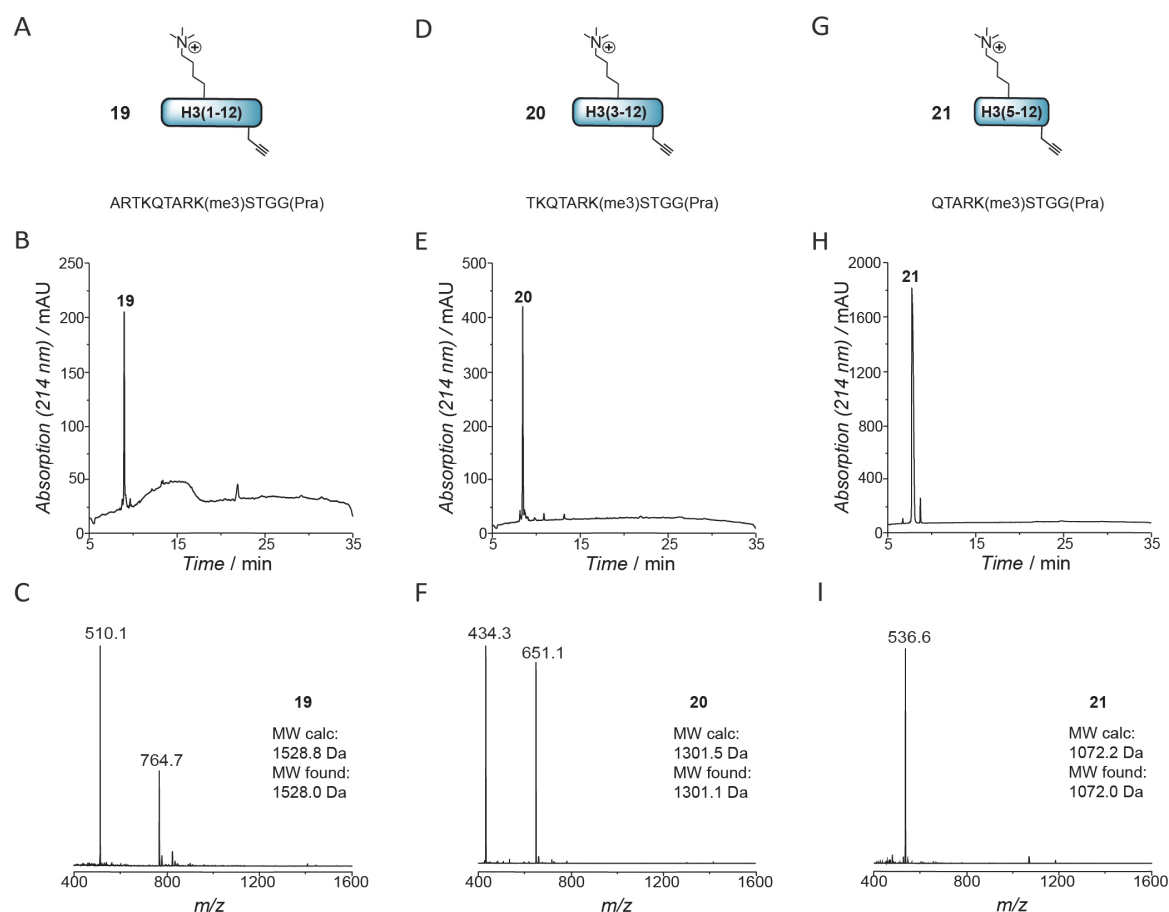 A
N
+
19
H3(1-12)
ARTKQTARK(me3)STGG(Pra)
B
250
200
150
100
50
0
Absorption (214 nm) / mAU
19
5
15
25
35
Time / min
C
510.1
764.7
19
MW calc:
1528.8 Da
MW found:
1528.0 Da
400
800
1200
1600
m/z
D
N
+
20
H3(3-12)
TKQTARK(me3)STGG(Pra)
E
500
400
300
200
100
0
Absorption (214 nm) / mAU
20
5
15
25
35
Time / min
F
434.3
651.1
20
MW calc:
1301.5 Da
MW found:
1301.1 Da
400
800
1200
1600
m/z
G
N
+
21
H3(5-12)
QTARK(me3)STGG(Pra)
H
2000
1600
1200
800
400
0
Absorption (214 nm) / mAU
21
5
15
25
35
Time / min
I
536.6
21
MW calc:
1072.2 Da
MW found:
1072.0 Da
400
800
1200
1600
m/z